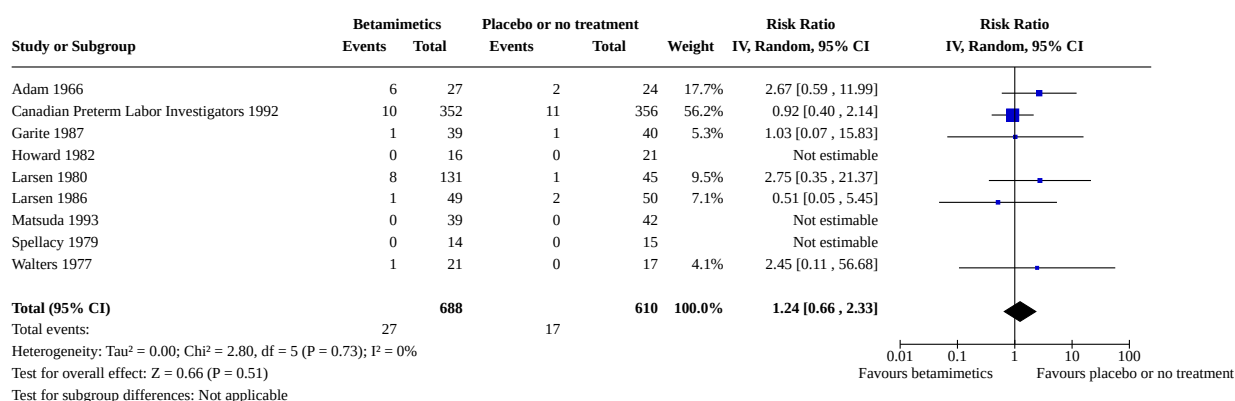 Betamimetics Placebo or no treatment Risk Ratio Risk Ratio
Study or Subgroup Events Total Events Total Weight IV, Random, 95% CI IV, Random, 95% CI
Adam 1966 6 27 2 24 17.7% 2.67 [0.59 , 11.99]
Canadian Preterm Labor Investigators 1992 10 352 11 356 56.2% 0.92 [0.40 , 2.14]
Garite 1987 1 39 1 40 5.3% 1.03 [0.07 , 15.83]
Howard 1982 0 16 0 21 Not estimable
Larsen 1980 8 131 1 45 9.5% 2.75 [0.35 , 21.37]
Larsen 1986 1 49 2 50 7.1% 0.51 [0.05 , 5.45]
Matsuda 1993 0 39 0 42 Not estimable
Spellacy 1979 0 14 0 15 Not estimable
Walters 1977 1 21 0 17 4.1% 2.45 [0.11 , 56.68]
Total (95% CI) 688 610 100.0% 1.24 [0.66 , 2.33]
Total events: 27 17
Heterogeneity: Tau² = 0.00; Chi² = 2.80, df = 5 (P = 0.73); I² = 0%
Test for overall effect: Z = 0.66 (P = 0.51)
Test for subgroup differences: Not applicable
0.01 0.1 1 10 100
Favours betamimetics Favours placebo or no treatment